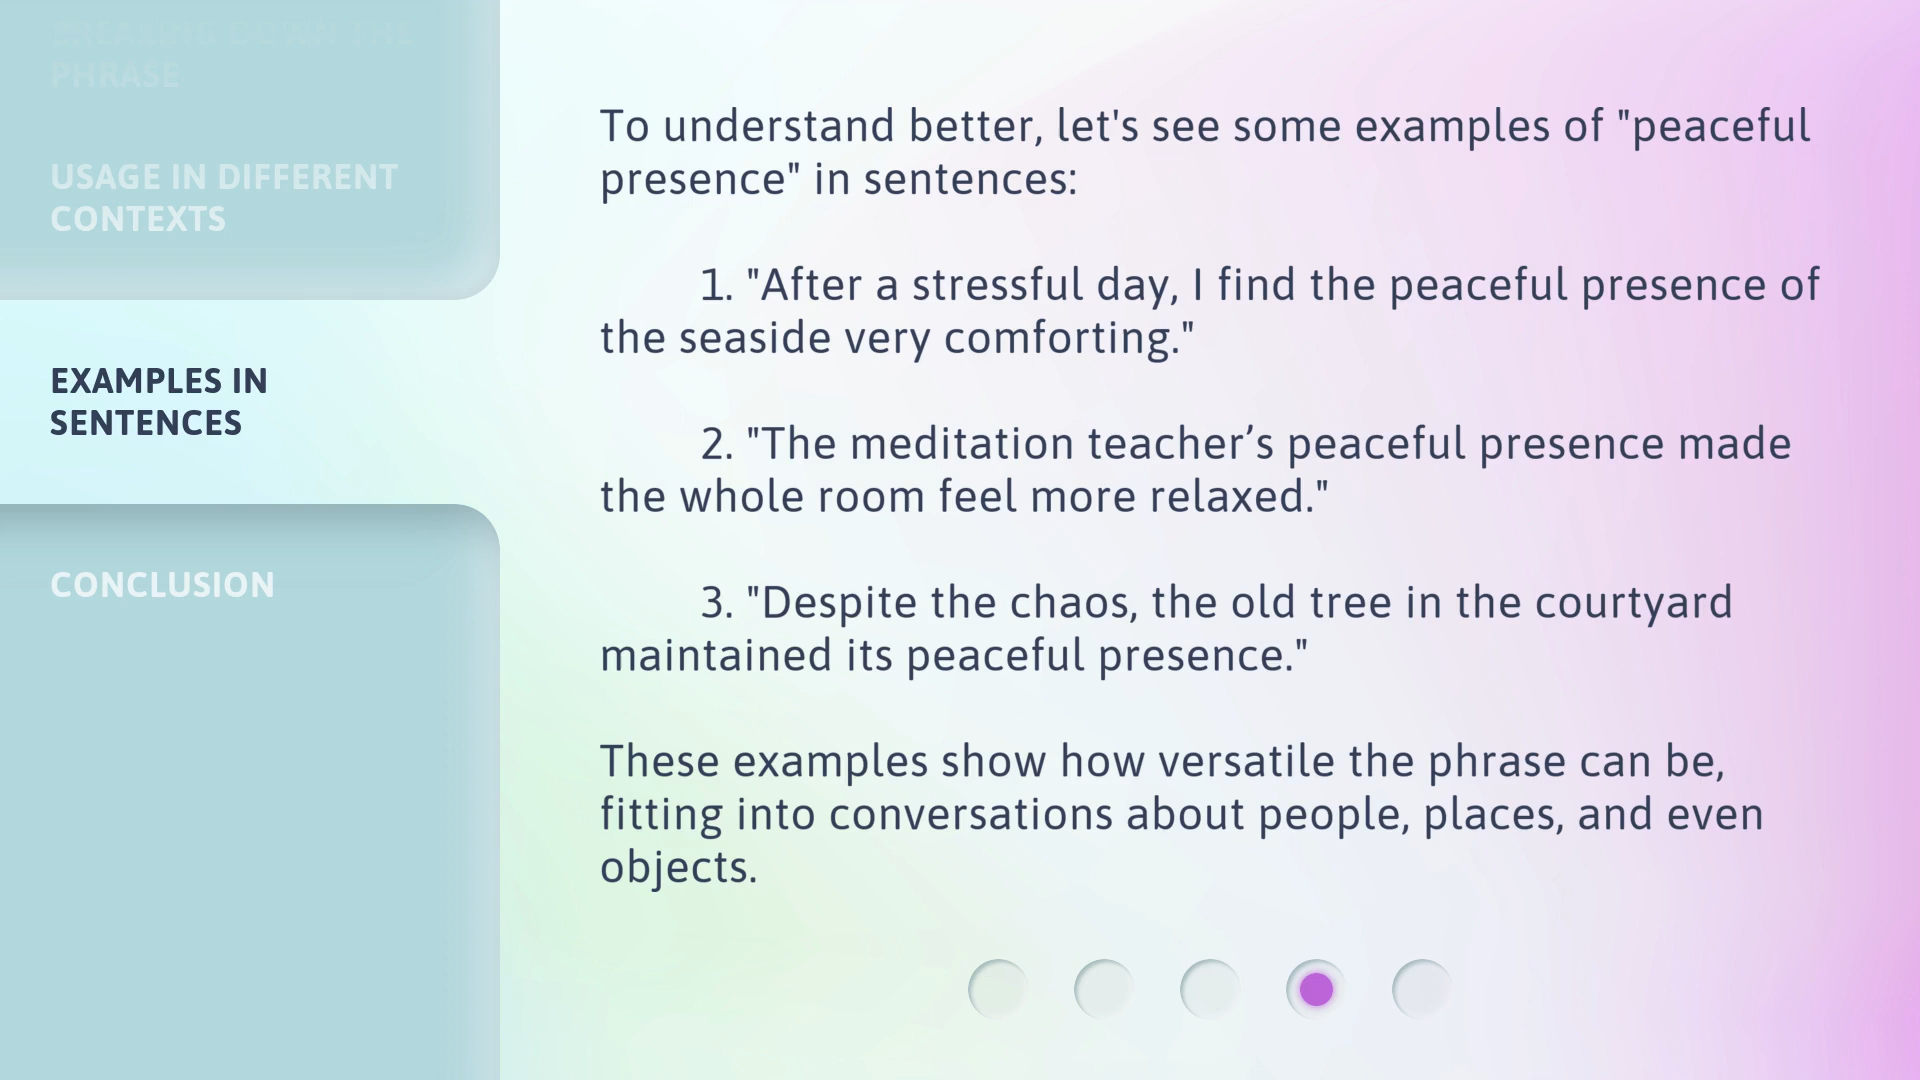 BREAKING DOWN THE
PHRASE
USAGE IN DIFFERENT
CONTEXTS
EXAMPLES IN
SENTENCES
CONCLUSION
To understand better, let's see some examples of "peaceful
presence" in sentences:
1. "After a stressful day, I find the peaceful presence of
the seaside very comforting."
2. "The meditation teacher’s peaceful presence made
the whole room feel more relaxed."
3. "Despite the chaos, the old tree in the courtyard
maintained its peaceful presence."
These examples show how versatile the phrase can be,
fitting into conversations about people, places, and even
objects.